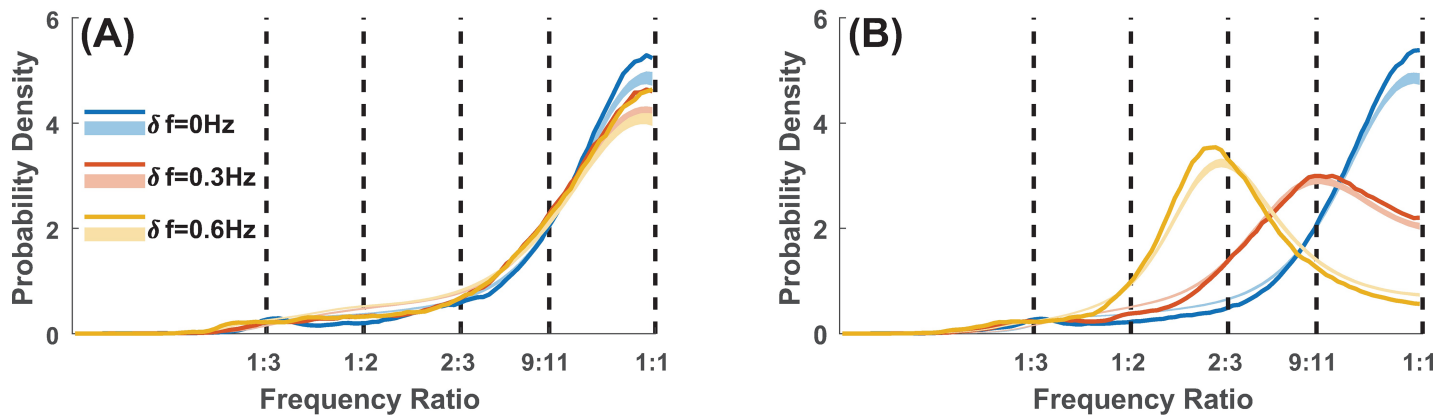 (A)
Probability Density
6
4
2
0
δ f=0Hz
δ f=0.3Hz
δ f=0.6Hz
1:3 1:2 2:3 9:11 1:1
Frequency Ratio
(B)
Probability Density
6
4
2
0
1:3 1:2 2:3 9:11 1:1
Frequency Ratio